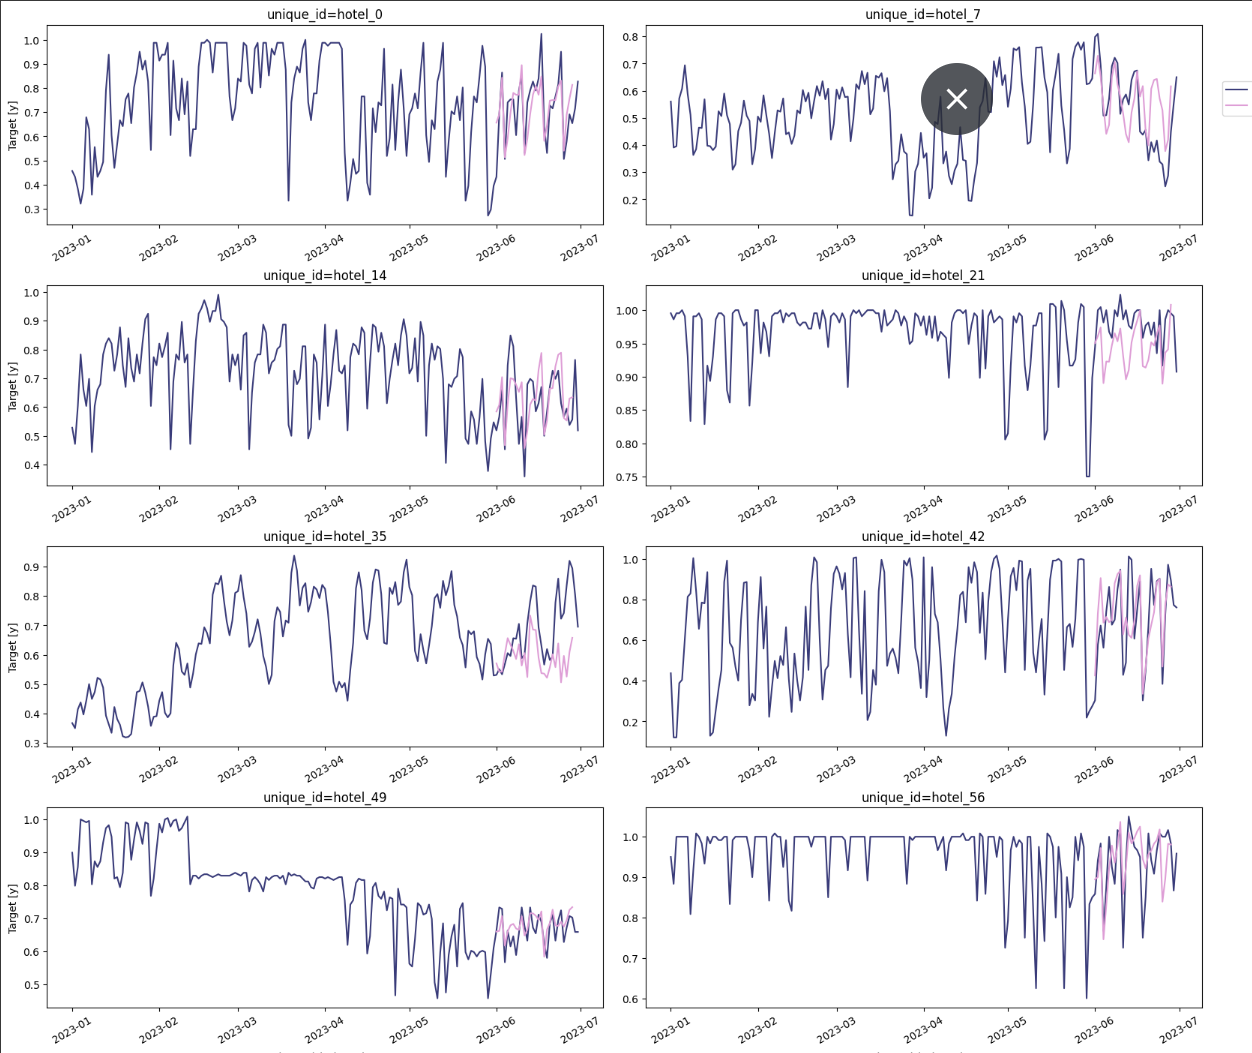 unique_id=hotel_0
unique_id=hotel_7
Target [y]
1.0
0.9
0.8
0.7
0.6
0.5
0.4
0.3
0.8
0.7
0.6
0.5
0.4
0.3
0.2
2023-01 2023-02 2023-03 2023-04 2023-05 2023-06 2023-07
2023-01 2023-02 2023-03 2023-04 2023-05 2023-06 2023-07
unique_id=hotel_14
unique_id=hotel_21
Target [y]
1.0
0.9
0.8
0.7
0.6
0.5
0.4
1.00
0.95
0.90
0.85
0.80
0.75
2023-01 2023-02 2023-03 2023-04 2023-05 2023-06 2023-07
2023-01 2023-02 2023-03 2023-04 2023-05 2023-06 2023-07
unique_id=hotel_35
unique_id=hotel_42
Target [y]
0.9
0.8
0.7
0.6
0.5
0.4
0.3
1.0
0.8
0.6
0.4
0.2
2023-01 2023-02 2023-03 2023-04 2023-05 2023-06 2023-07
2023-01 2023-02 2023-03 2023-04 2023-05 2023-06 2023-07
unique_id=hotel_49
unique_id=hotel_56
Target [y]
1.0
0.9
0.8
0.7
0.6
0.5
1.0
0.9
0.8
0.7
0.6
2023-01 2023-02 2023-03 2023-04 2023-05 2023-06 2023-07
2023-01 2023-02 2023-03 2023-04 2023-05 2023-06 2023-07